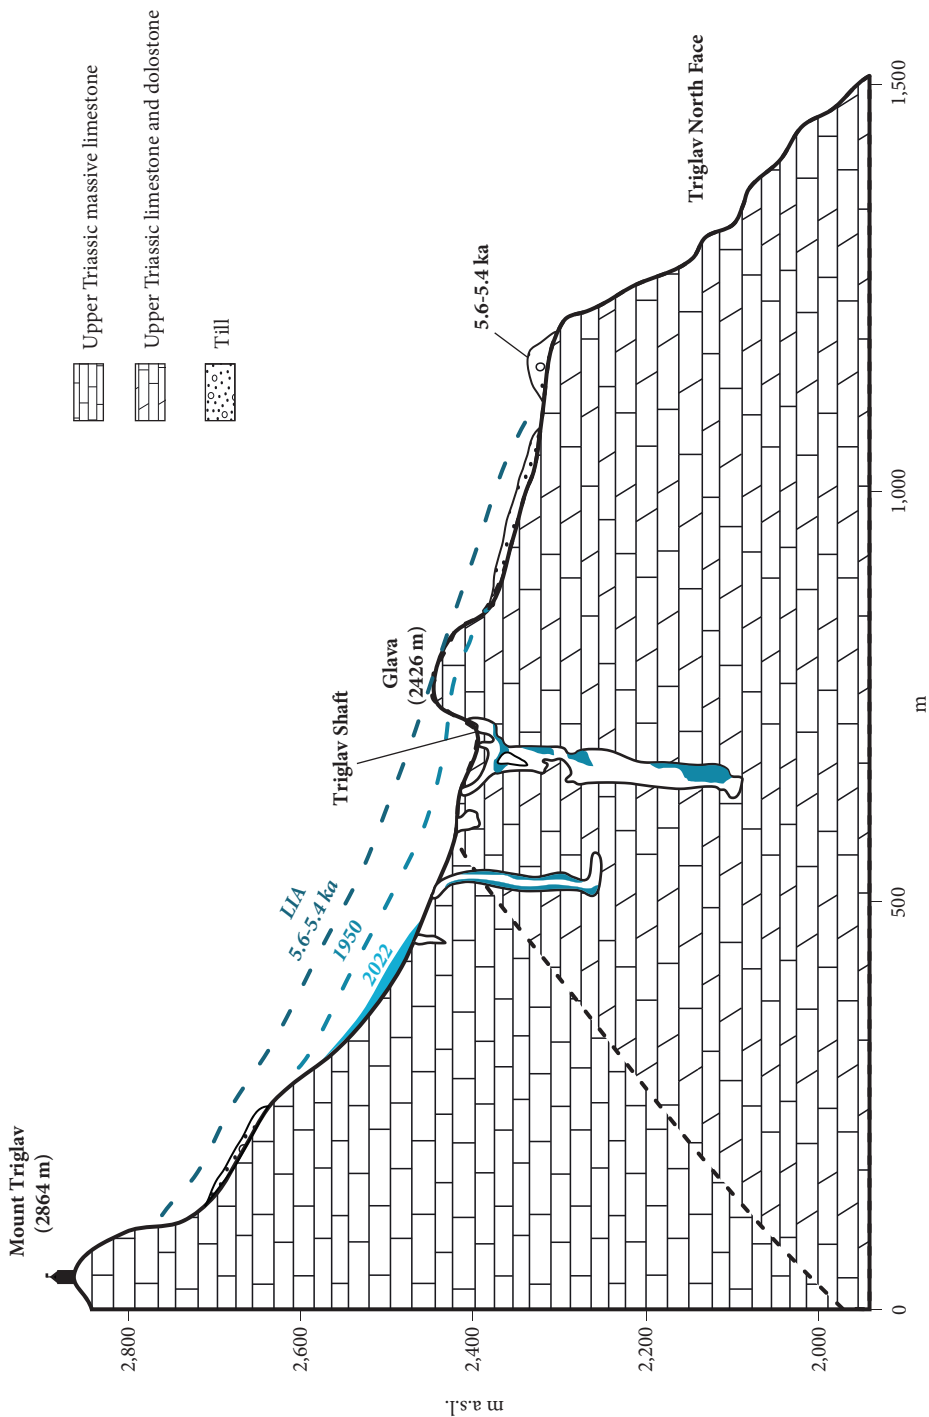 Mount Triglav
(2864 m)
Upper Triassic massive limestone
Upper Triassic limestone and dolostone
Till
LIA
5.6-5.4 ka
1950
2022
Triglav Shaft
Glava
(2426 m)
5.6-5.4 ka
Triglav North Face
m a.s.l.
2,800
2,600
2,400
2,200
2,000
0
500
1,000
1,500
m